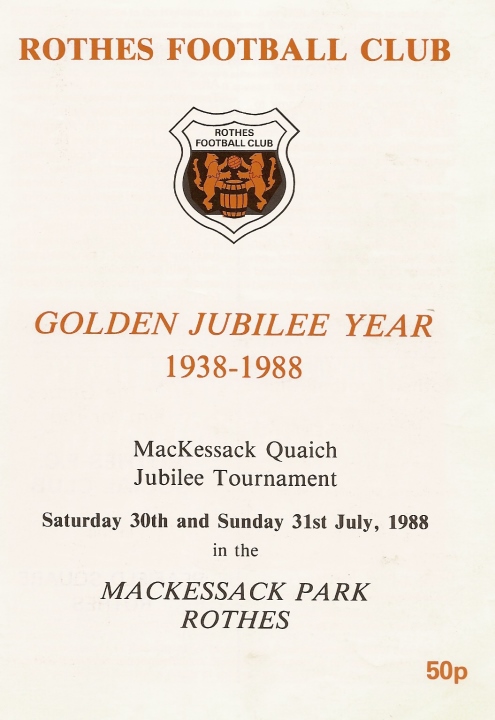 ROTHES FOOTBALL CLUB
ROTHES
FOOTBALL CLUB
GOLDEN JUBILEE YEAR
1938-1988
MacKessack Quaich
Jubilee Tournament
Saturday 30th and Sunday 31st July, 1988
in the
MACKESSACK PARK
ROTHES
50p